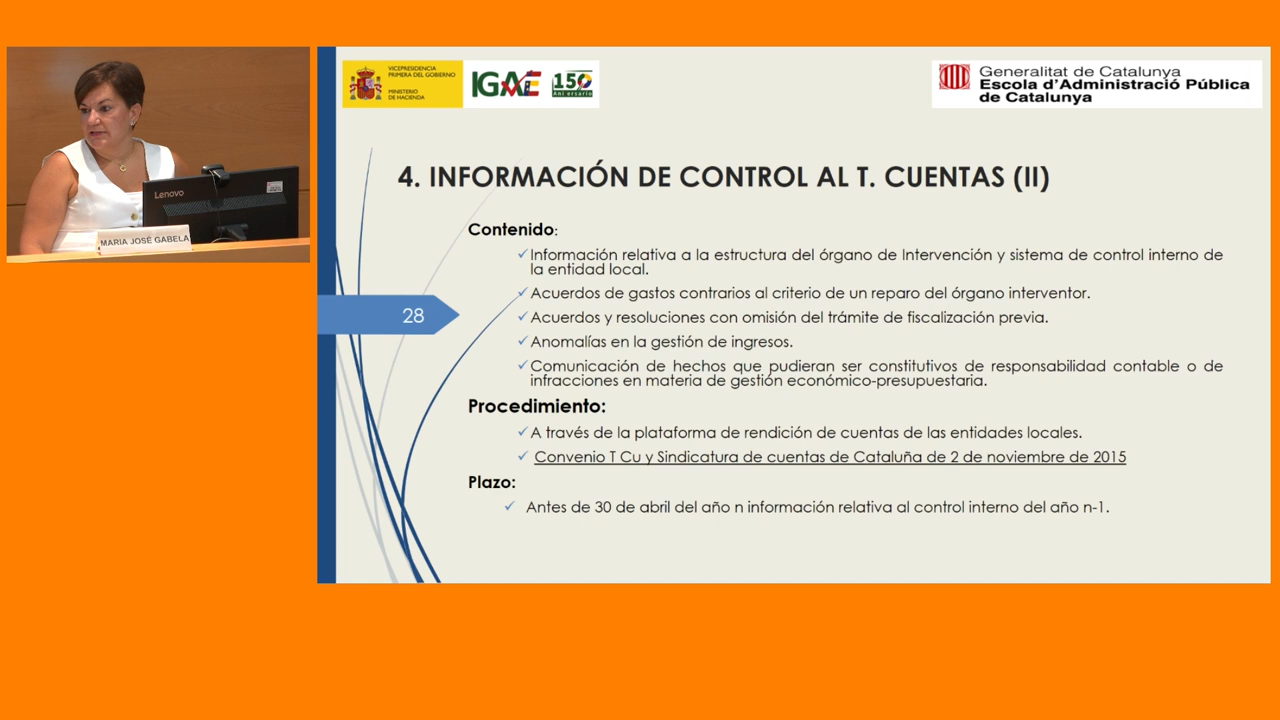 VICEPRESIDENCIA
PRIMERA DEL GOBIERNO
MINISTERIO
DE HACIENDA
IGAE
150
Aniversario
Generalitat de Catalunya
Escola d'Administració Pública
de Catalunya
Lenovo
MARIA JOSÉ GABELA
4. INFORMACIÓN DE CONTROL AL T. CUENTAS (II)
Contenido:
✓Información relativa a la estructura del órgano de Intervención y sistema de control interno de
la entidad local.
✓Acuerdos de gastos contrarios al criterio de un reparo del órgano interventor.
28
✓Acuerdos y resoluciones con omisión del trámite de fiscalización previa.
✓Anomalías en la gestión de ingresos.
✓Comunicación de hechos que pudieran ser constitutivos de responsabilidad contable o de
infracciones en materia de gestión económico-presupuestaria.
Procedimiento:
✓A través de la plataforma de rendición de cuentas de las entidades locales.
✓ Convenio T Cu y Sindicatura de cuentas de Cataluña de 2 de noviembre de 2015
Plazo:
✓ Antes de 30 de abril del año n información relativa al control interno del año n-1.